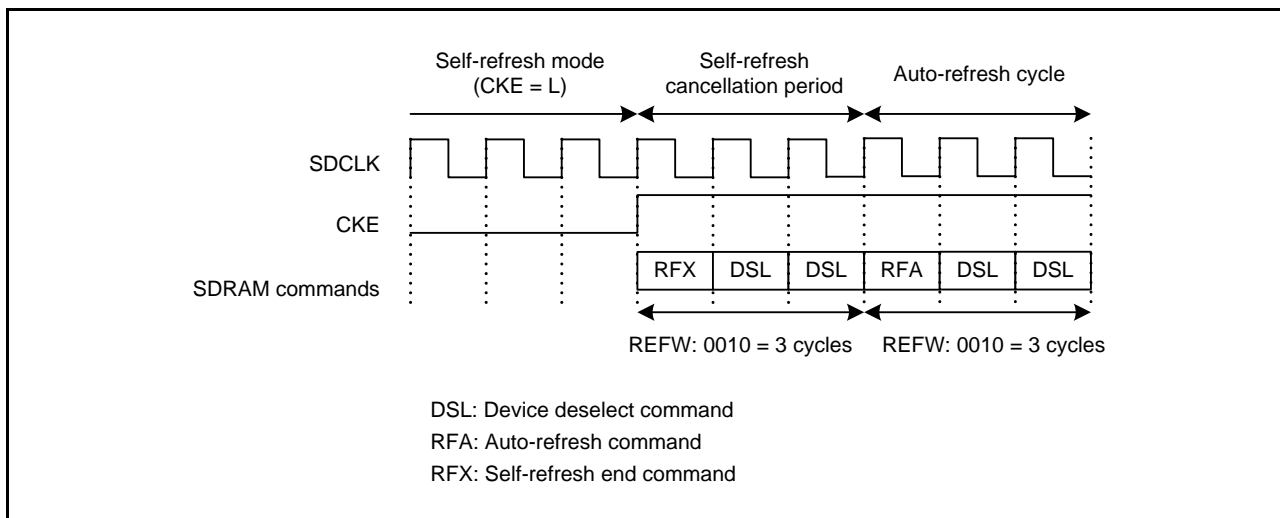 Self-refresh mode
(CKE = L)
Self-refresh
cancellation period
Auto-refresh cycle
SDCLK
CKE
SDRAM commands
RFX DSL DSL RFA DSL DSL
REFW: 0010 = 3 cycles REFW: 0010 = 3 cycles
DSL: Device deselect command
RFA: Auto-refresh command
RFX: Self-refresh end command